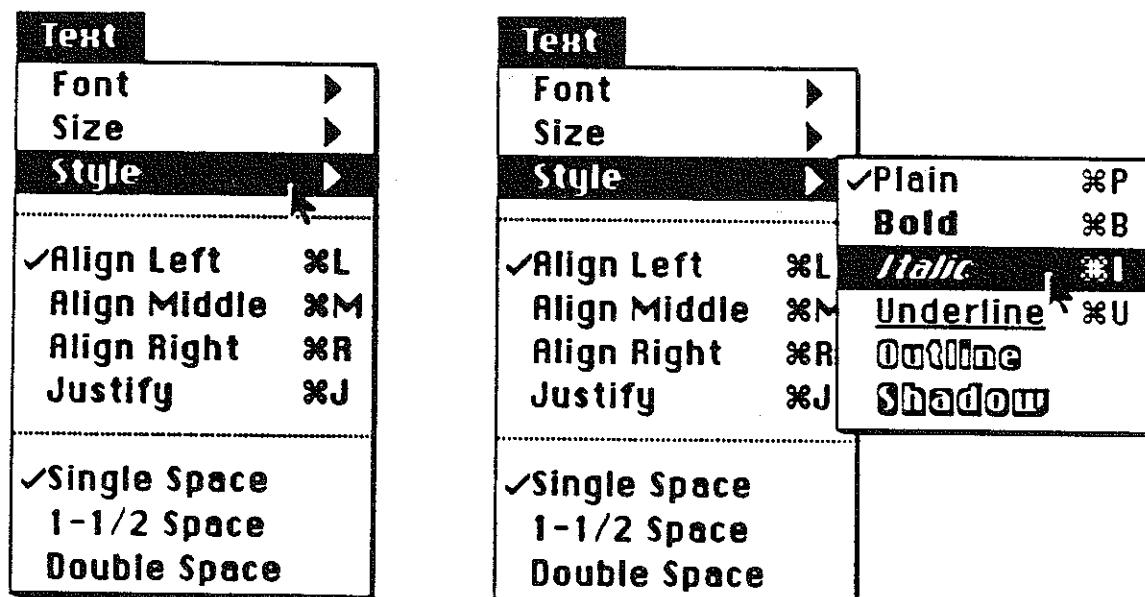 Text
Font ▶
Size ▶
Style ▶
✓Align Left ⌘L
Align Middle ⌘M
Align Right ⌘R
Justify ⌘J
✓Single Space
1-1/2 Space
Double Space
Text
Font ▶
Size ▶
Style ▶
✓Align Left ⌘L
Align Middle ⌘M
Align Right ⌘R
Justify ⌘J
✓Single Space
1-1/2 Space
Double Space
✓Plain ⌘P
Bold ⌘B
Italic ⌘I
Underline ⌘U
Outline
Shadow